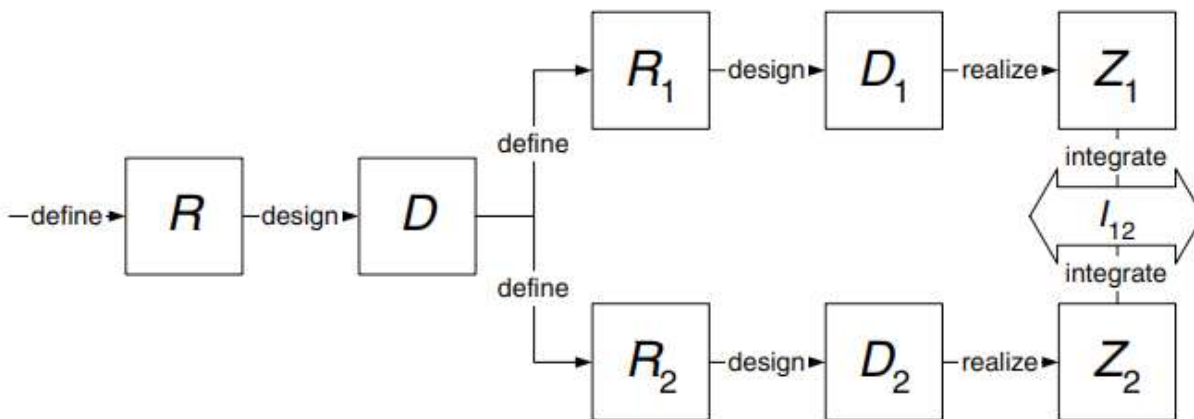 R₁ design D₁ realize Z₁
define integrate
define R design D I₁₂
define integrate
R₂ design D₂ realize Z₂